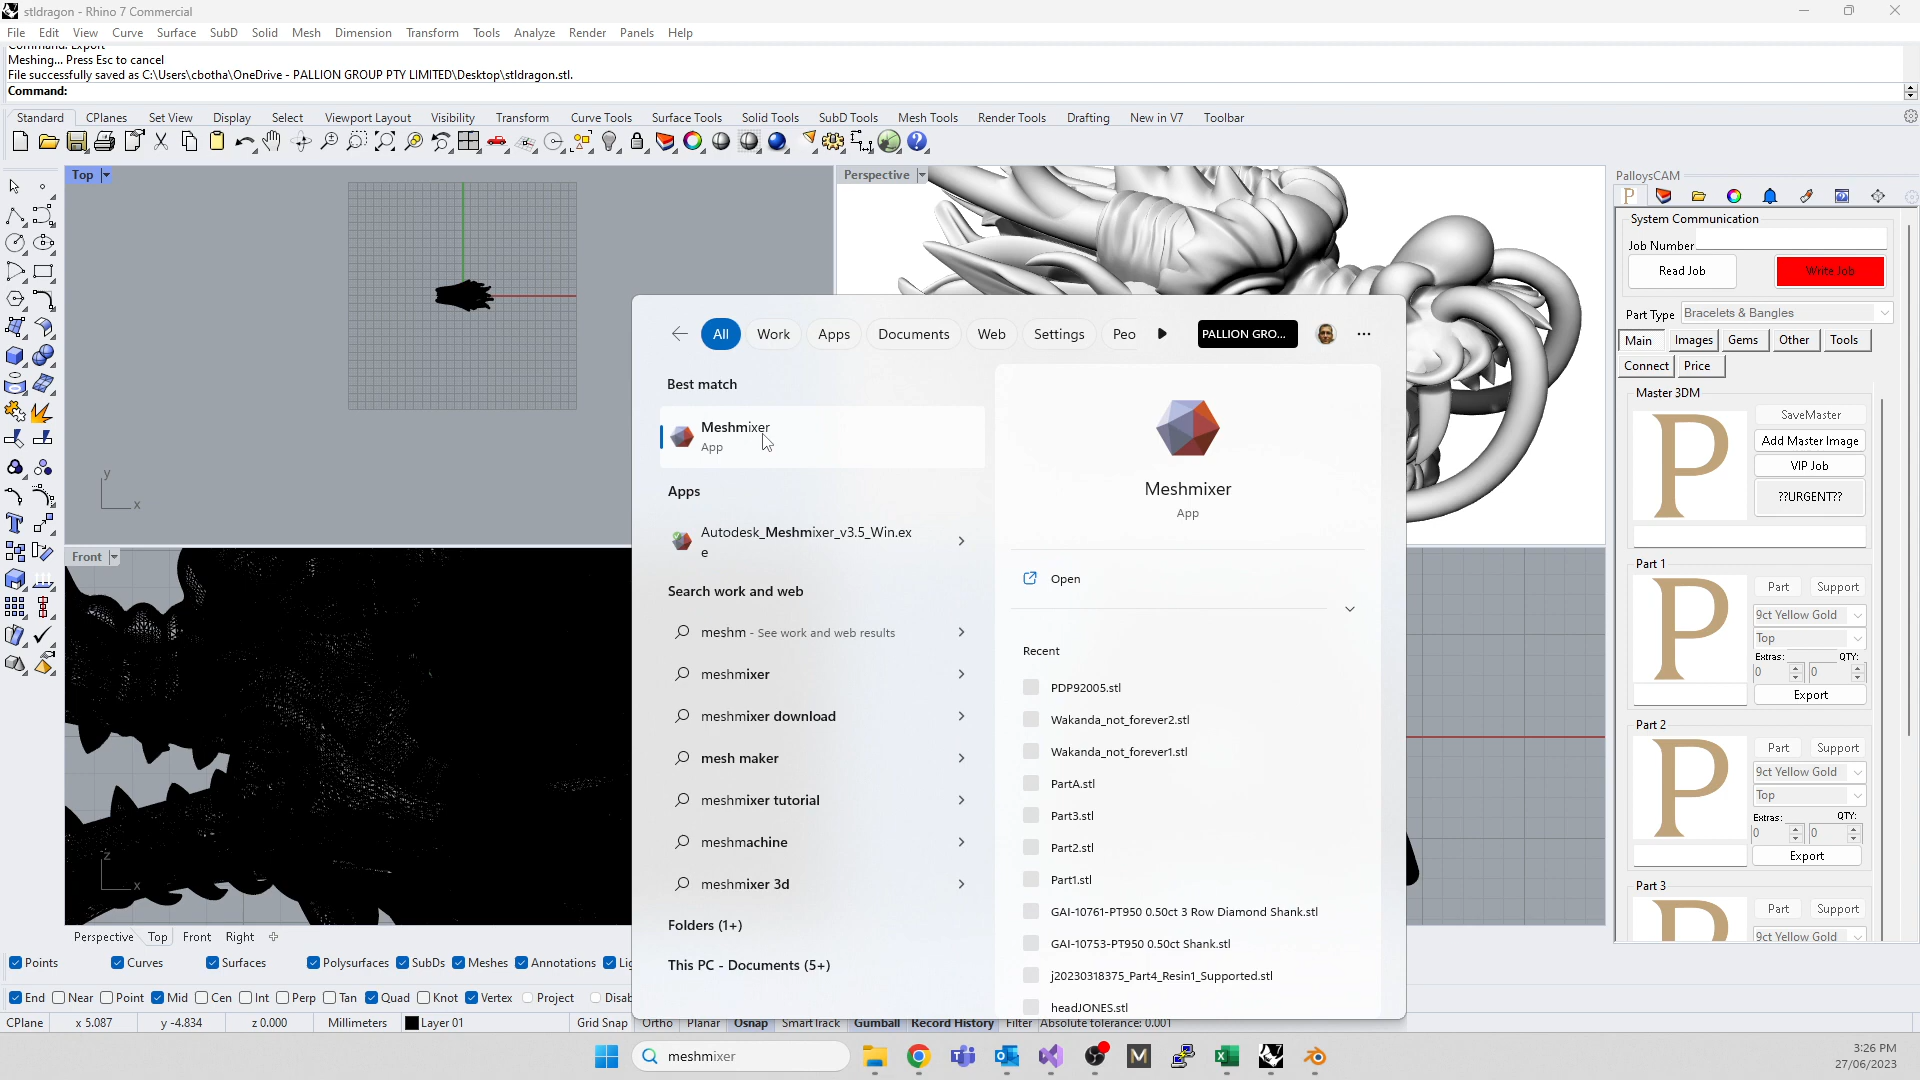 stldragon - Rhino 7 Commercial
File Edit View Curve Surface SubD Solid Mesh Dimension Transform Tools Analyze Render Panels Help
Command: Export
Meshing... Press Esc to cancel
File successfully saved as C:\Users\cbotha\OneDrive - PALLION GROUP PTY LIMITED\Desktop\stldragon.stl.
Command:
Standard CPlanes Set View Display Select Viewport Layout Visibility Transform Curve Tools Surface Tools Solid Tools SubD Tools Mesh Tools Render Tools Drafting New in V7 Toolbar
Top
y
x
Perspective
Front
z
x
Perspective Top Front Right
Points Curves Surfaces Polysurfaces SubDs Meshes Annotations Lig
End Near Point Mid Cen Int Perp Tan Quad Knot Vertex Project Disab
CPlane x 5.087 y -4.834 z 0.000 Millimeters Layer 01 Grid Snap Ortho Planar Osnap SmartTrack Gumball Record History Filter Absolute tolerance: 0.001
All Work Apps Documents Web Settings Peo PALLION GRO...
Best match
Meshmixer
App
Apps
Autodesk_Meshmixer_v3.5_Win.ex
e
Search work and web
meshm - See work and web results
meshmixer
meshmixer download
mesh maker
meshmixer tutorial
meshmachine
meshmixer 3d
Folders (1+)
This PC - Documents (5+)
Meshmixer
App
Open
Recent
PDP92005.stl
Wakanda_not_forever2.stl
Wakanda_not_forever1.stl
PartA.stl
Part3.stl
Part2.stl
Part1.stl
GAI-10761-PT950 0.50ct 3 Row Diamond Shank.stl
GAI-10753-PT950 0.50ct Shank.stl
j20230318375_Part4_Resin1_Supported.stl
headJONES.stl
PalloysCAM
P
System Communication
Job Number
Read Job Write Job
Part Type Bracelets & Bangles
Main Images Gems Other Tools
Connect Price
Master 3DM
P
SaveMaster
Add Master Image
VIP Job
??URGENT??
Part 1
P
Part Support
9ct Yellow Gold
Top
Extras: QTY:
0 0
Export
Part 2
P
Part Support
9ct Yellow Gold
Top
Extras: QTY:
0 0
Export
Part 3
Part Support
9ct Yellow Gold
meshmixer
M
3:26 PM
27/06/2023